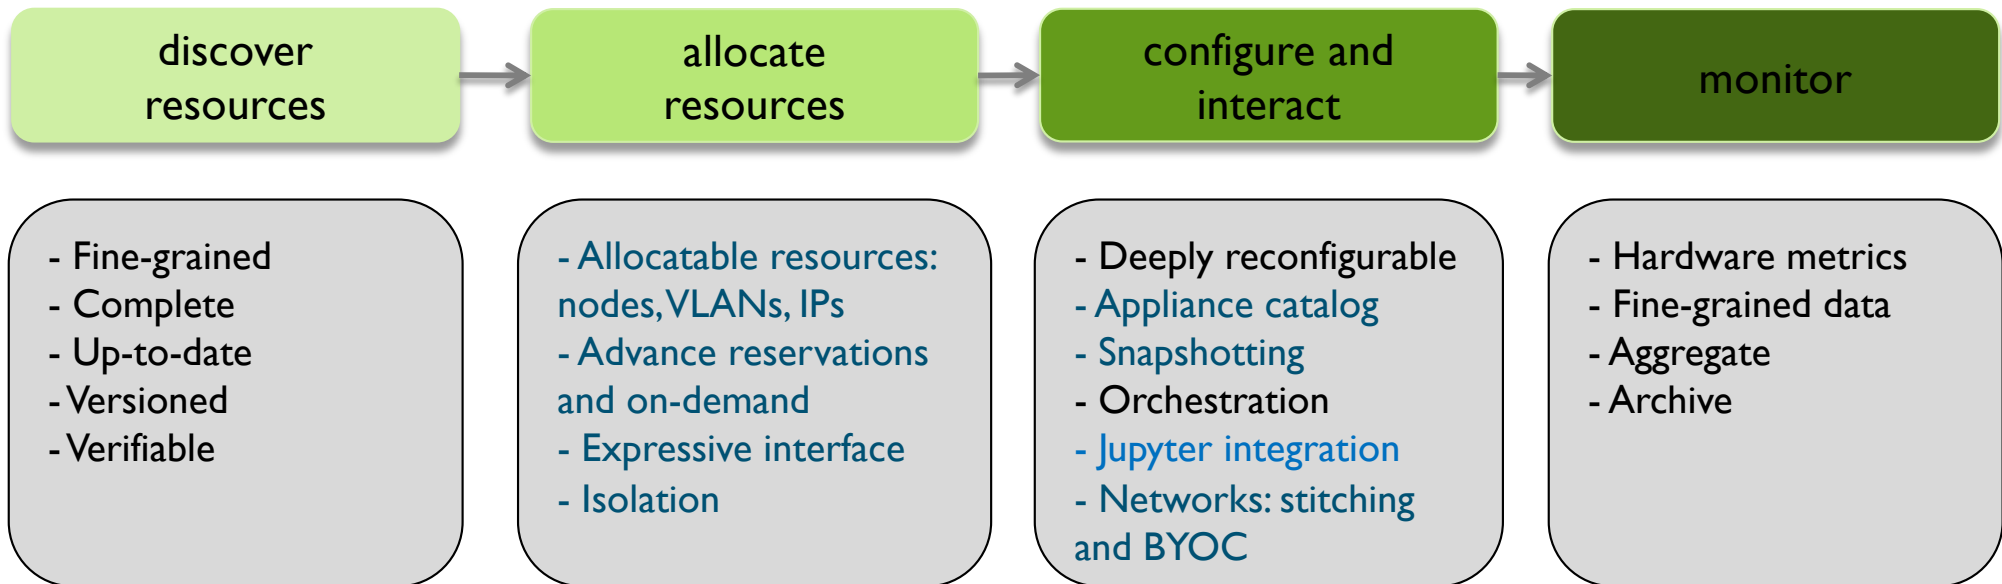 discover
resources
allocate
resources
configure and
interact
monitor
- Fine-grained
- Complete
- Up-to-date
- Versioned
- Verifiable
- Allocatable resources:
nodes, VLANs, IPs
- Advance reservations
and on-demand
- Expressive interface
- Isolation
- Deeply reconfigurable
- Appliance catalog
- Snapshotting
- Orchestration
- Jupyter integration
- Networks: stitching
and BYOC
- Hardware metrics
- Fine-grained data
- Aggregate
- Archive